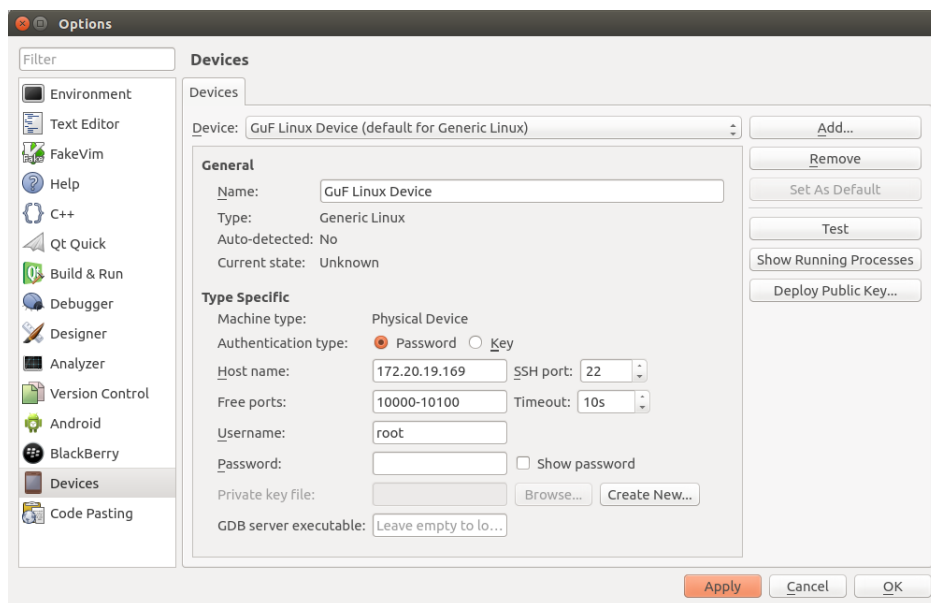 Options
Filter
Environment
Text Editor
FakeVim
Help
C++
Qt Quick
Build & Run
Debugger
Designer
Analyzer
Version Control
Android
BlackBerry
Devices
Code Pasting
Devices
Devices
Device: GuF Linux Device (default for Generic Linux)
General
Name: GuF Linux Device
Type: Generic Linux
Auto-detected: No
Current state: Unknown
Type Specific
Machine type: Physical Device
Authentication type: Password Key
Host name: 172.20.19.169 SSH port: 22
Free ports: 10000-10100 Timeout: 10s
Username: root
Password: Show password
Private key file: Browse... Create New...
GDB server executable: Leave empty to lo...
Add...
Remove
Set As Default
Test
Show Running Processes
Deploy Public Key...
Apply Cancel OK